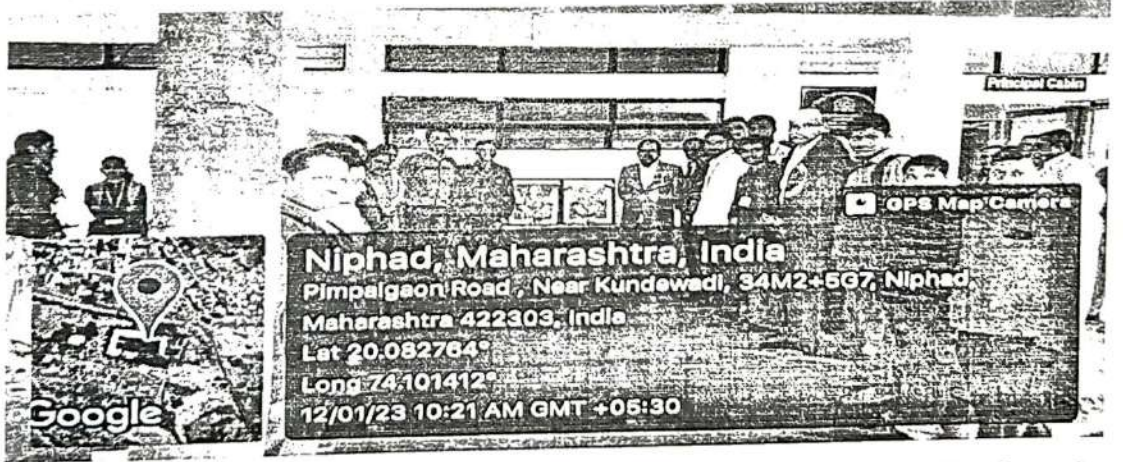 Principal Cabin
GPS Map Camera
Niphad, Maharashtra, India
Pimpalgaon Road , Near Kundewadi, 34M2+5G7, Niphad,
Maharashtra 422303, India
Lat 20.082764°
Long 74.101412°
12/01/23 10:21 AM GMT +05:30
Google